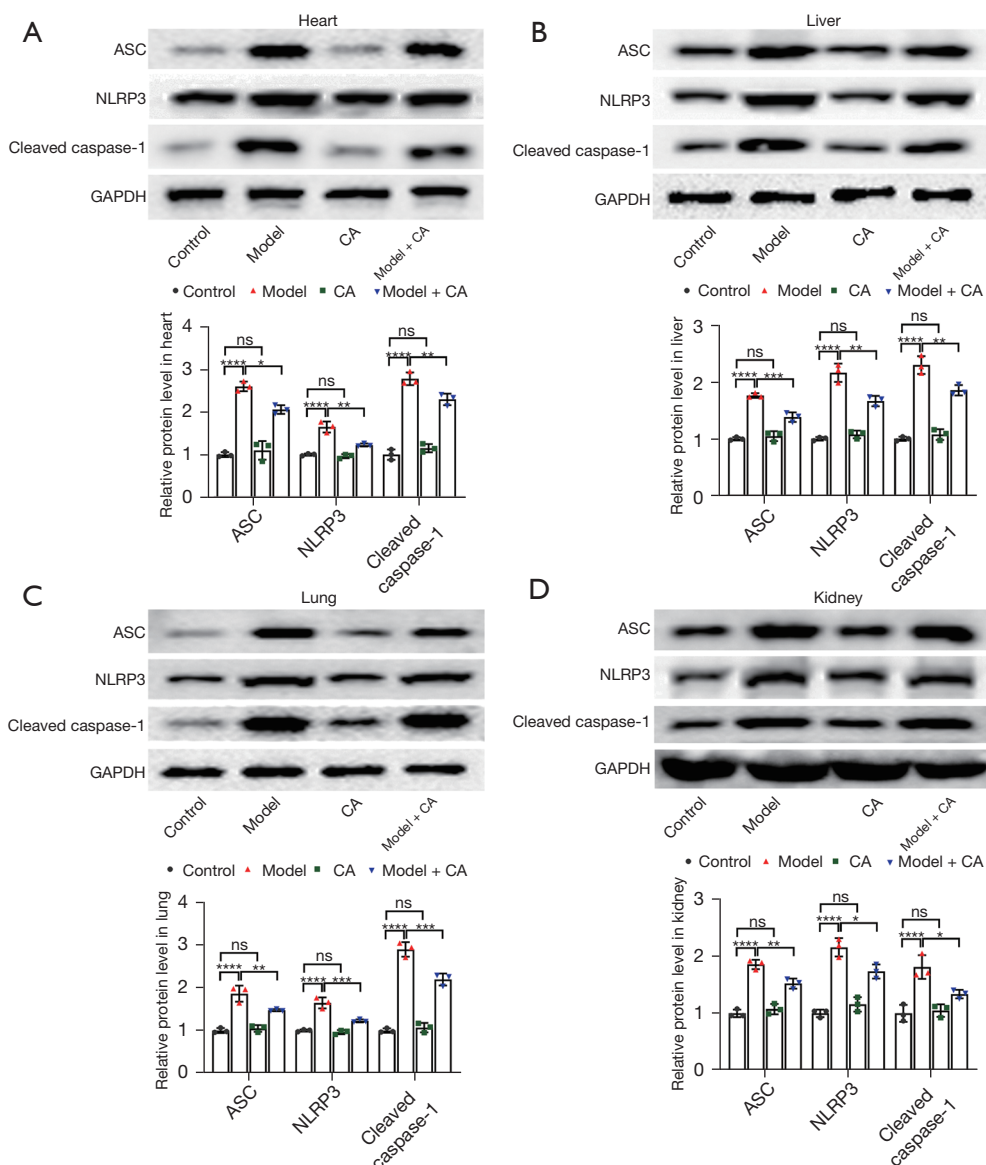 A
Heart
ASC
NLRP3
Cleaved caspase-1
GAPDH
Control
Model
CA
Model + CA
Control Model CA Model + CA
Relative protein level in heart
4
3
2
1
0
ns
**** *
ns
**** **
ns
**** **
ASC
NLRP3
Cleaved
caspase-1
B
Liver
ASC
NLRP3
Cleaved caspase-1
GAPDH
Control
Model
CA
Model + CA
Control Model CA Model + CA
Relative protein level in liver
3
2
1
0
ns
**** ***
ns
**** **
ns
**** **
ASC
NLRP3
Cleaved
caspase-1
C
Lung
ASC
NLRP3
Cleaved caspase-1
GAPDH
Control
Model
CA
Model + CA
Control Model CA Model + CA
Relative protein level in lung
4
3
2
1
0
ns
**** **
ns
**** ***
ns
**** ***
ASC
NLRP3
Cleaved
caspase-1
D
Kidney
ASC
NLRP3
Cleaved caspase-1
GAPDH
Control
Model
CA
Model + CA
Control Model CA Model + CA
Relative protein level in kidney
3
2
1
0
ns
**** **
ns
**** *
ns
**** *
ASC
NLRP3
Cleaved
caspase-1